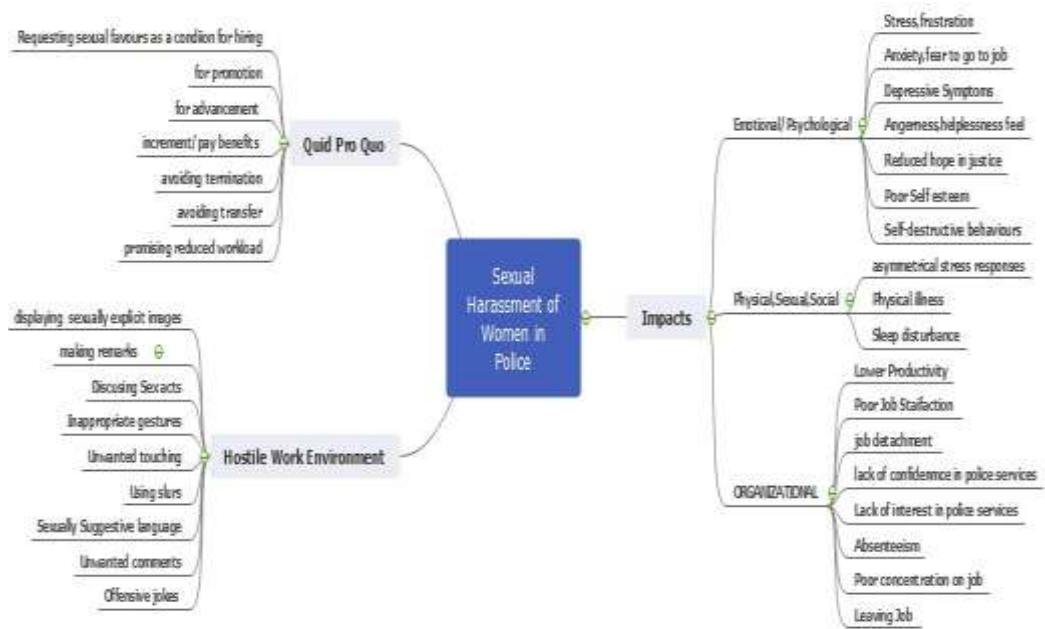 Requesting sexual favours as a condiion for hiring
for promotion
for advancement
increment/ pay benefits
avoiding termination
avoiding transfer
promising reduced workload
Quid Pro Quo
displaying sexually explicit images
making remarks
Discusing Sex acts
Inappropriate gestures
Unwanted touching
Using slurs
Sexually Suggestive language
Unwanted comments
Offensive jokes
Hostile Work Environment
Sexual
Harassment of
Women in
Police
Impacts
Emotional/ Psychological
Stress,frustration
Anxiety,fear to go to job
Depressive Symptoms
Angerness,helplessness feel
Reduced hope in justice
Poor Self esteem
Self-destructive behaviours
Physical,Sexual,Social
asymmetrical stress responses
Physical illness
Sleep disturbance
ORGANIZATIONAL
Lower Productivity
Poor Job Staifaction
job detachment
lack of confidemnce in police services
Lack of interest in police services
Absenteeism
Poor concentration on job
Leaving Job